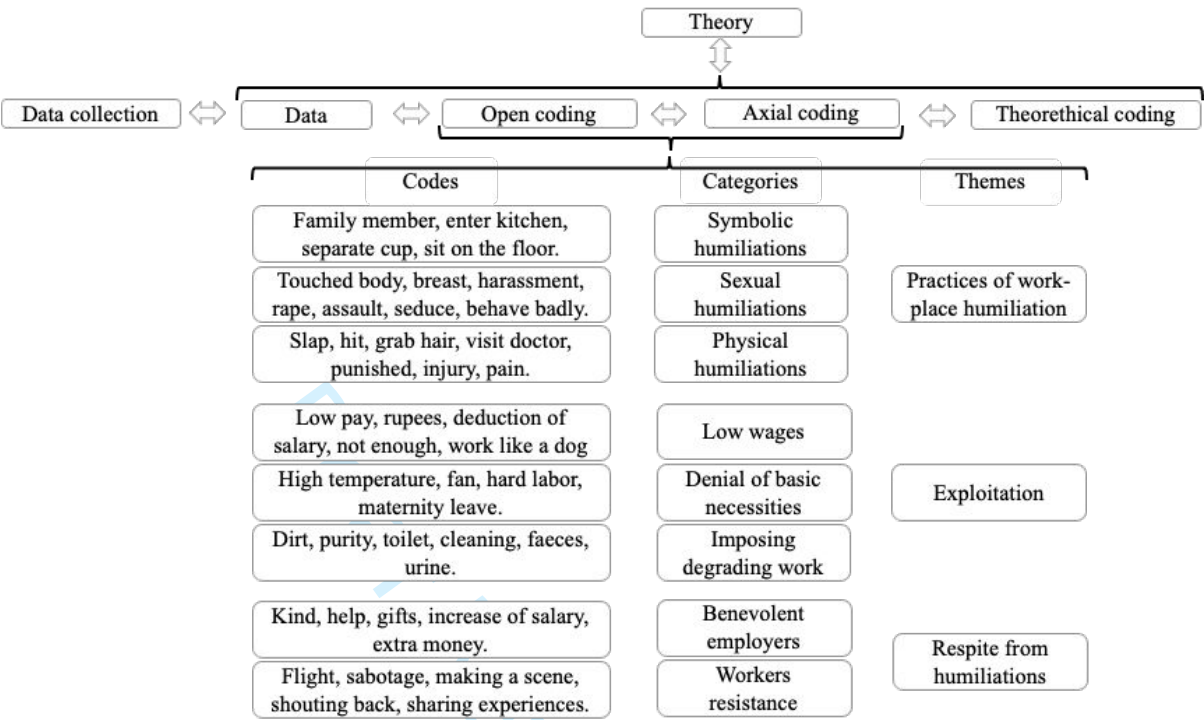 Theory
Data collection
Data
Open coding
Axial coding
Theorethical coding
Codes
Categories
Themes
Family member, enter kitchen,
separate cup, sit on the floor.
Symbolic
humiliations
Touched body, breast, harassment,
rape, assault, seduce, behave badly.
Sexual
humiliations
Practices of work-
place humiliation
Slap, hit, grab hair, visit doctor,
punished, injury, pain.
Physical
humiliations
Low pay, rupees, deduction of
salary, not enough, work like a dog
Low wages
High temperature, fan, hard labor,
maternity leave.
Denial of basic
necessities
Exploitation
Dirt, purity, toilet, cleaning, faeces,
urine.
Imposing
degrading work
Kind, help, gifts, increase of salary,
extra money.
Benevolent
employers
Respite from
humiliations
Flight, sabotage, making a scene,
shouting back, sharing experiences.
Workers
resistance